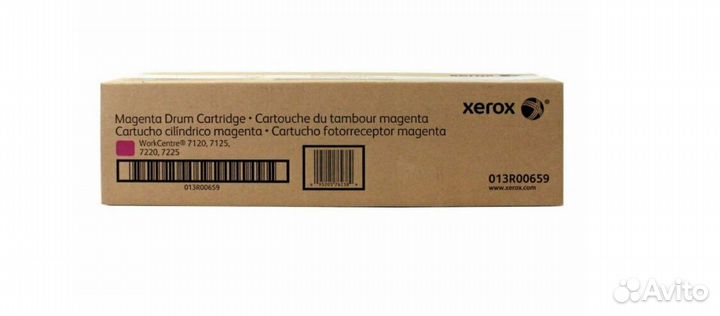 Magenta Drum Cartridge • Cartouche du tambour magenta
Cartucho cilíndrico magenta • Cartucho fotorreceptor magenta
WorkCentre® 7120, 7125,
7220, 7225
013R00659
xerox
013R00659
www.xerox.com
Avito